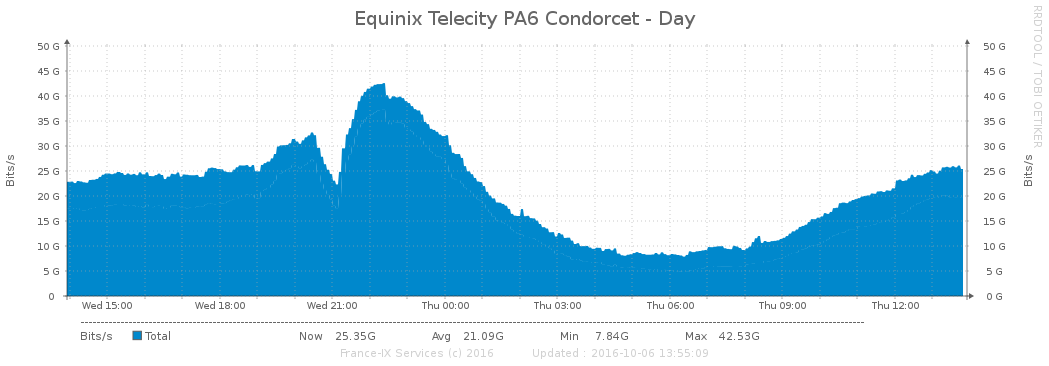 Equinix Telecity PA6 Condorcet - Day
RRDTOOL / TOBI OETIKER
50 G 50 G
45 G 45 G
40 G 40 G
35 G 35 G
30 G 30 G
25 G 25 G
20 G 20 G
15 G 15 G
10 G 10 G
5 G 5 G
0 0 G
Bits/s
Bits/s
Wed 15:00 Wed 18:00 Wed 21:00 Thu 00:00 Thu 03:00 Thu 06:00 Thu 09:00 Thu 12:00
Bits/s Total Now 25.35G Avg 21.09G Min 7.84G Max 42.53G
France-IX Services (c) 2016 Updated : 2016-10-06 13:55:09